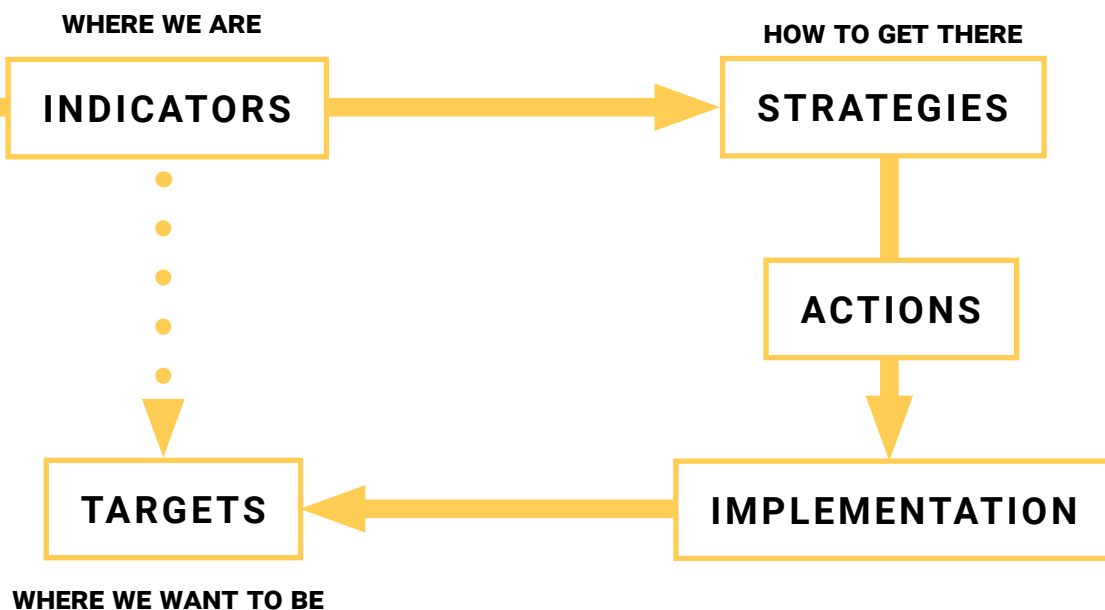 WHERE WE ARE
HOW TO GET THERE
INDICATORS
STRATEGIES
ACTIONS
TARGETS
IMPLEMENTATION
WHERE WE WANT TO BE